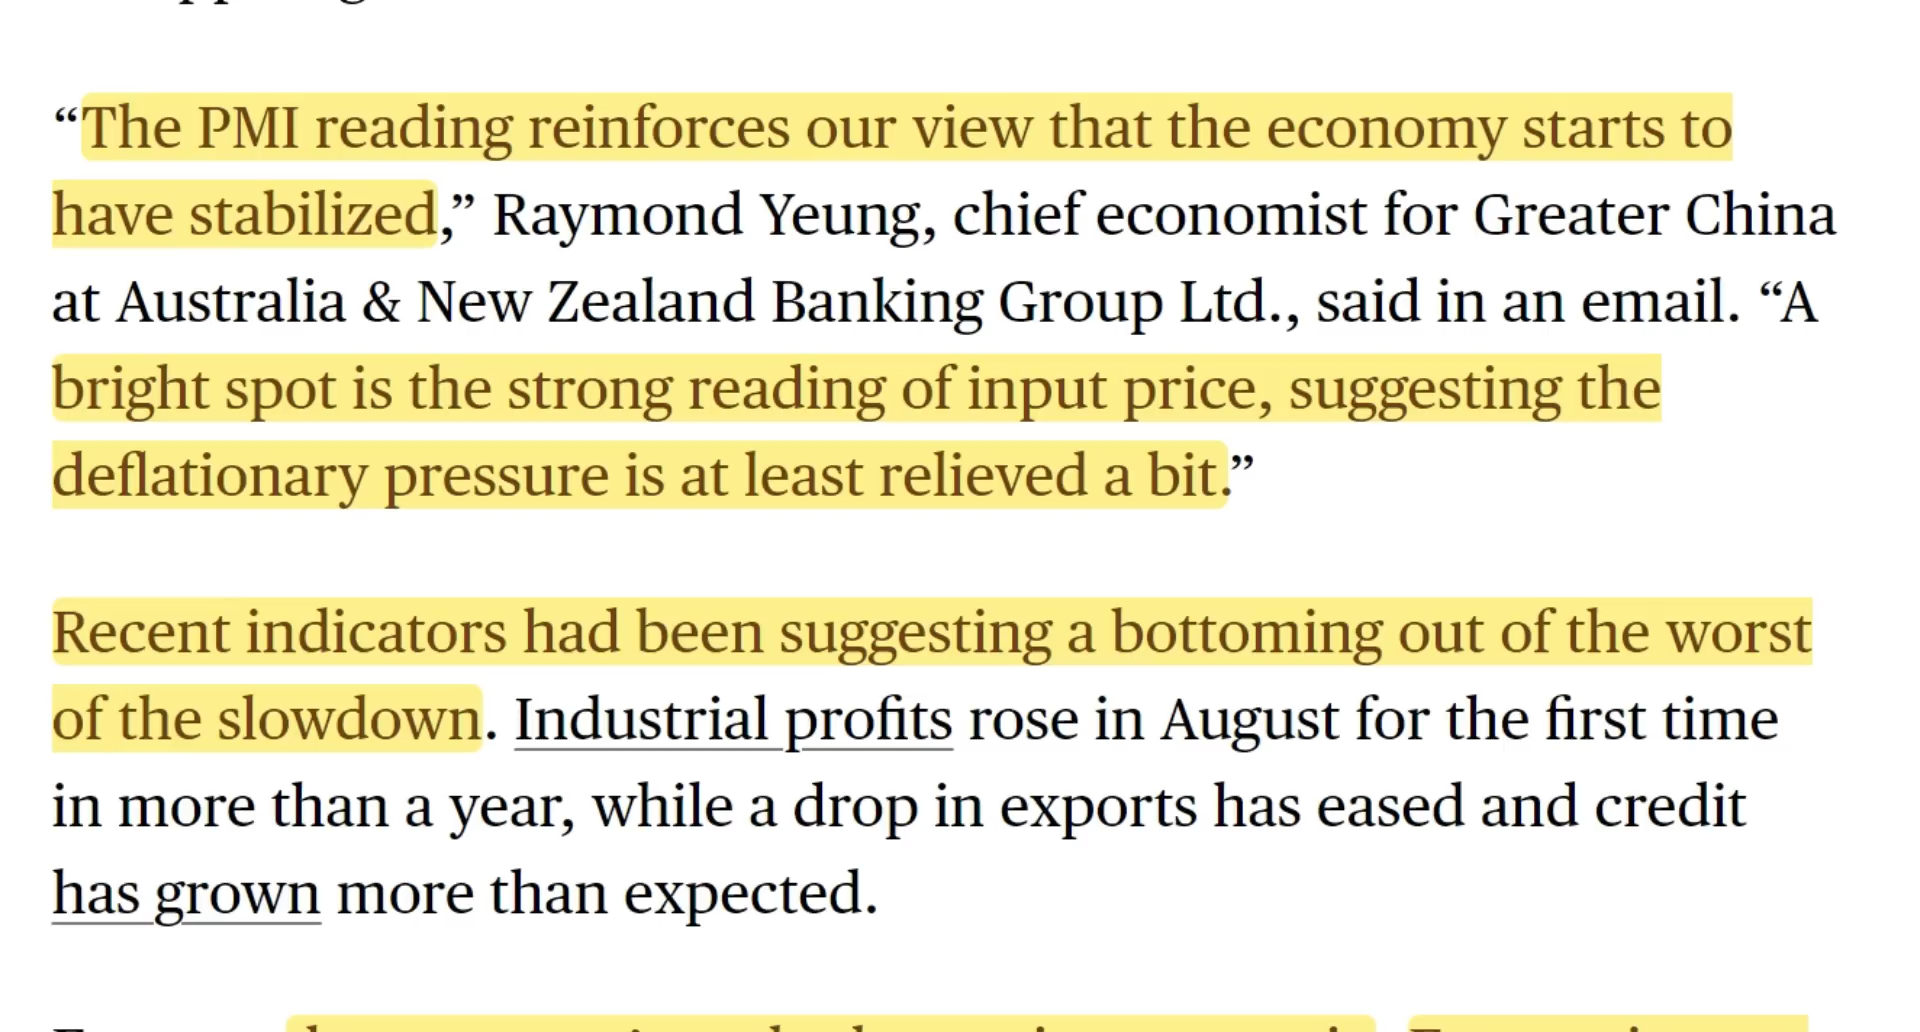 “The PMI reading reinforces our view that the economy starts to
have stabilized,” Raymond Yeung, chief economist for Greater China
at Australia & New Zealand Banking Group Ltd., said in an email. “A
bright spot is the strong reading of input price, suggesting the
deflationary pressure is at least relieved a bit.”
Recent indicators had been suggesting a bottoming out of the worst
of the slowdown. Industrial profits rose in August for the first time
in more than a year, while a drop in exports has eased and credit
has grown more than expected.